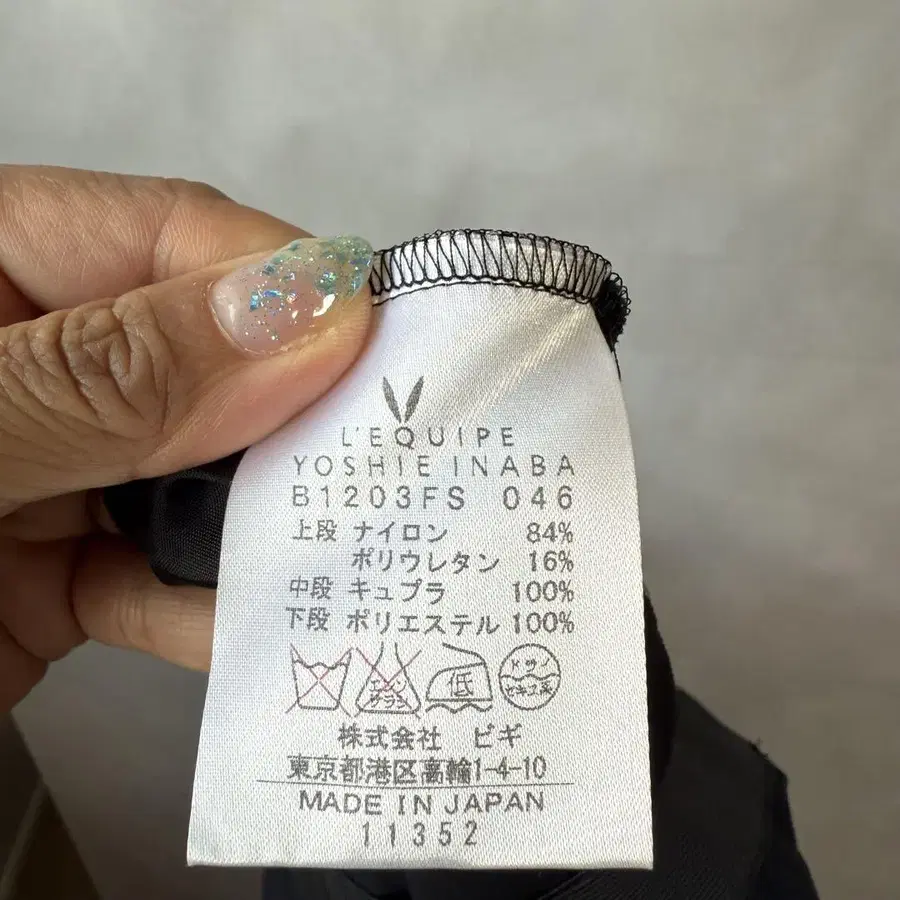 L'EQUIPE
YOSHIE INABA
B1203FS 046
上段 ナイロン 84%
ポリウレタン 16%
中段 キュプラ 100%
下段 ポリエステル 100%
エンソサラシ 低 ドライ セキユ系
株式会社 ビギ
東京都港区高輪1-4-10
MADE IN JAPAN
11352